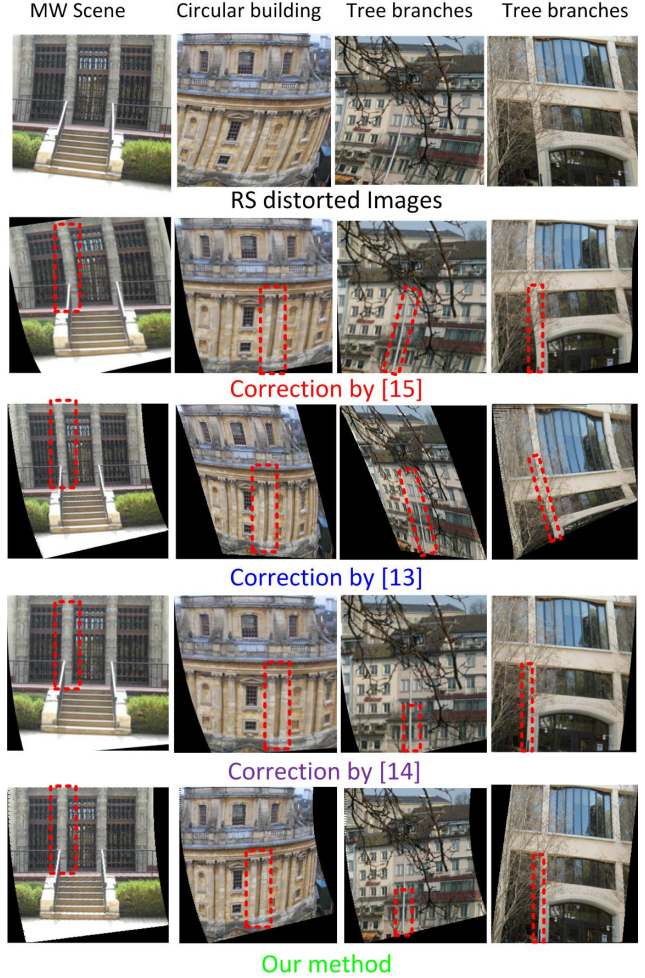 MW Scene Circular building Tree branches Tree branches
RS distorted Images
Correction by [15]
Correction by [13]
Correction by [14]
Our method